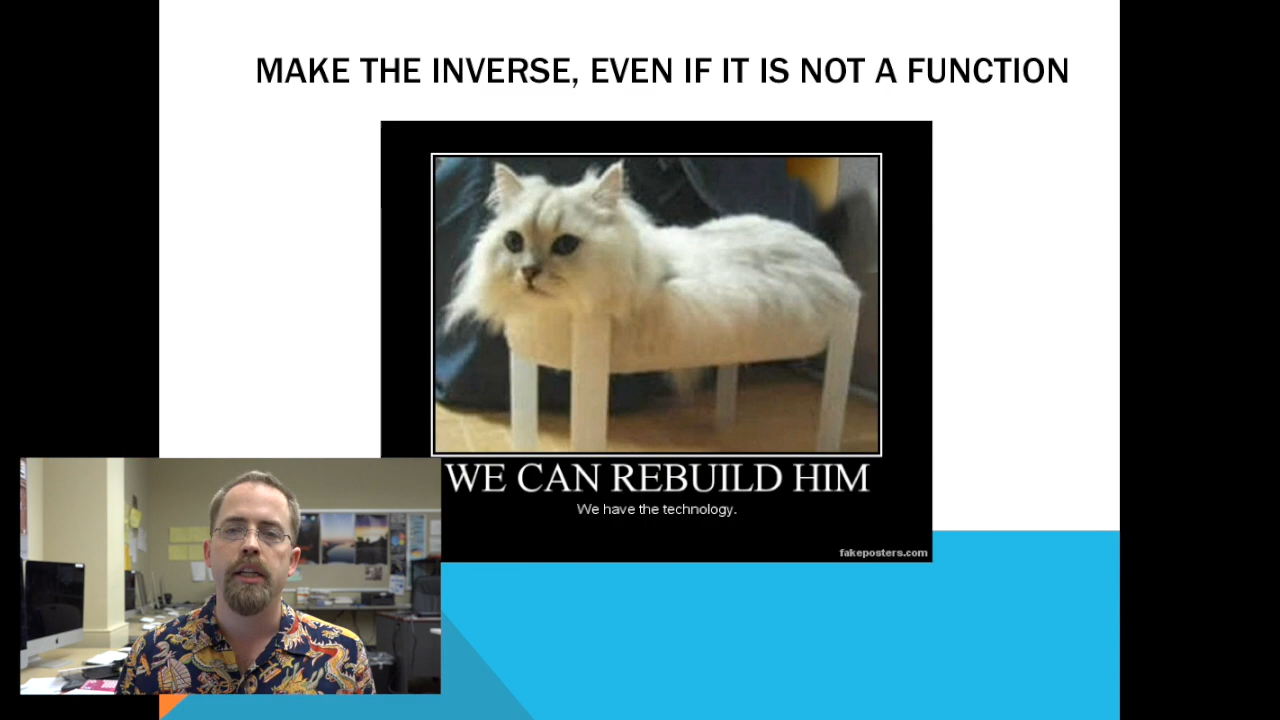 MAKE THE INVERSE, EVEN IF IT IS NOT A FUNCTION
WE CAN REBUILD HIM
We have the technology.
fakeposters.com